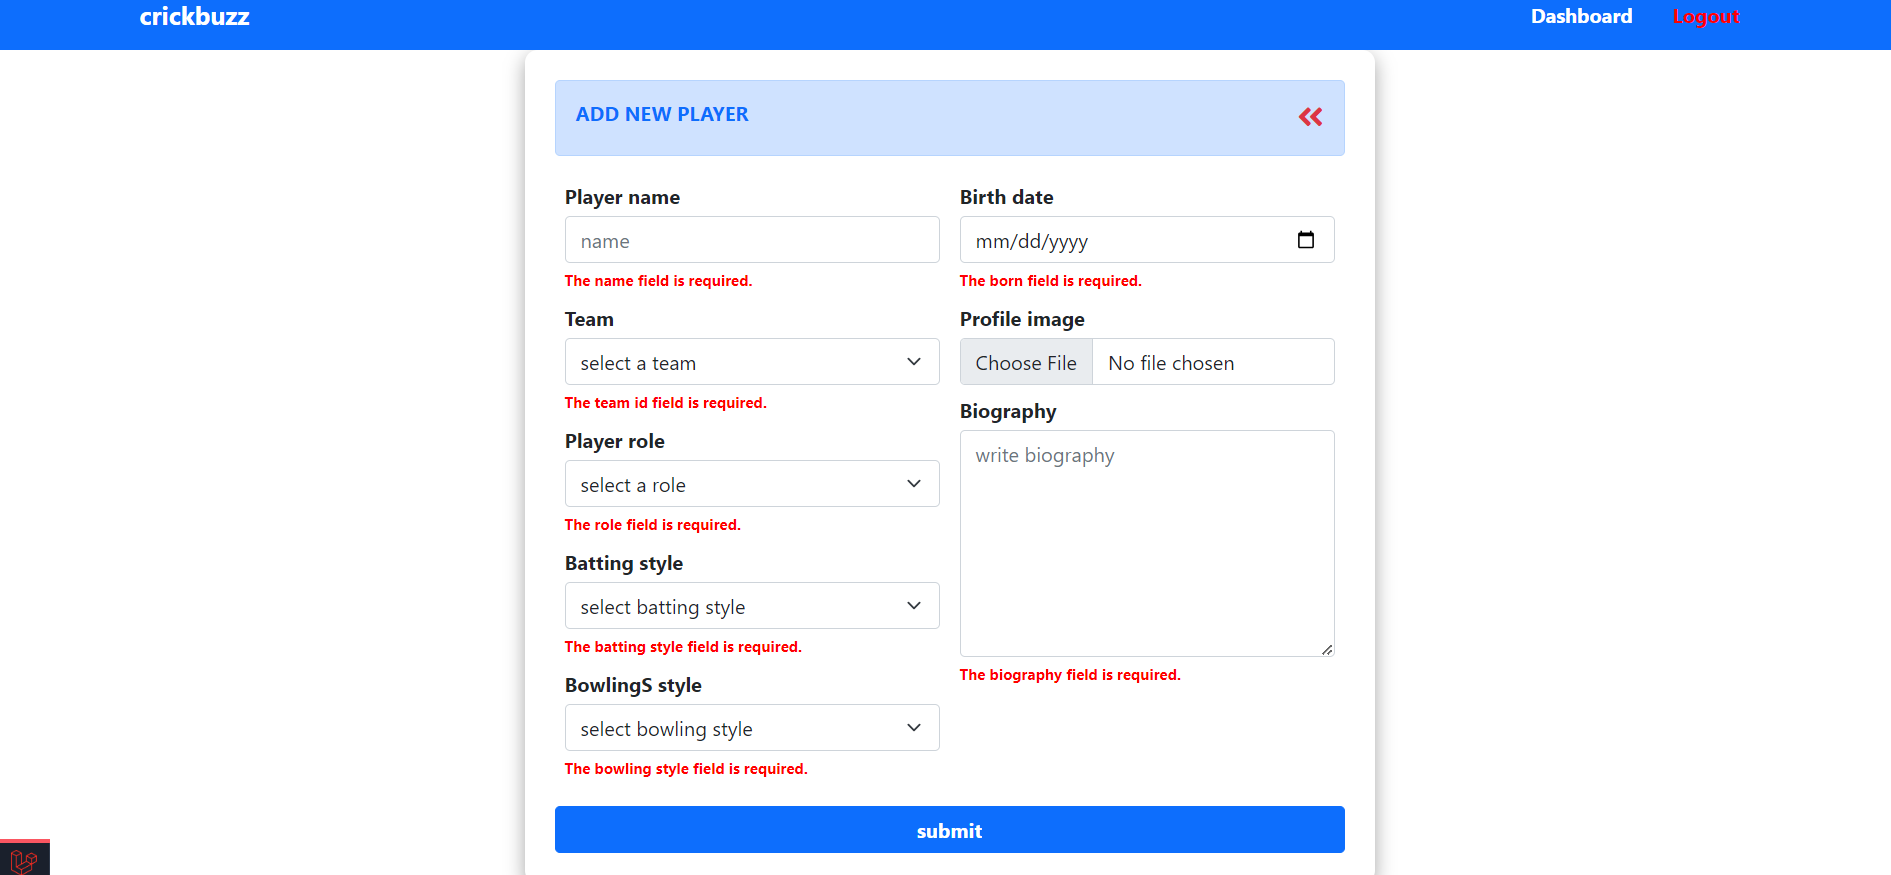 crickbuzz
Dashboard
Logout
ADD NEW PLAYER
Player name
name
The name field is required.
Team
select a team
The team id field is required.
Player role
select a role
The role field is required.
Batting style
select batting style
The batting style field is required.
BowlingS style
select bowling style
The bowling style field is required.
Birth date
mm/dd/yyyy
The born field is required.
Profile image
Choose File No file chosen
Biography
write biography
The biography field is required.
submit